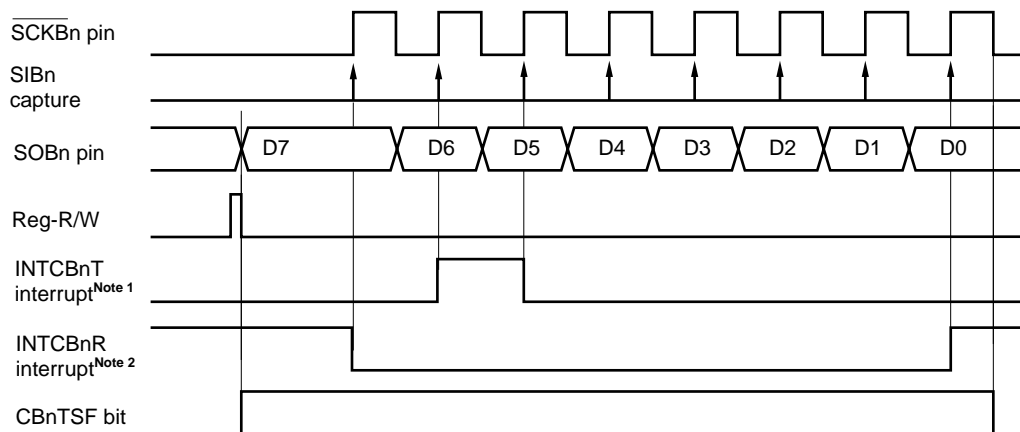 SCKBn pin
SIBn
capture
SOBn pin
D7
D6
D5
D4
D3
D2
D1
D0
Reg-R/W
INTCBnT
interruptNote 1
INTCBnR
interruptNote 2
CBnTSF bit